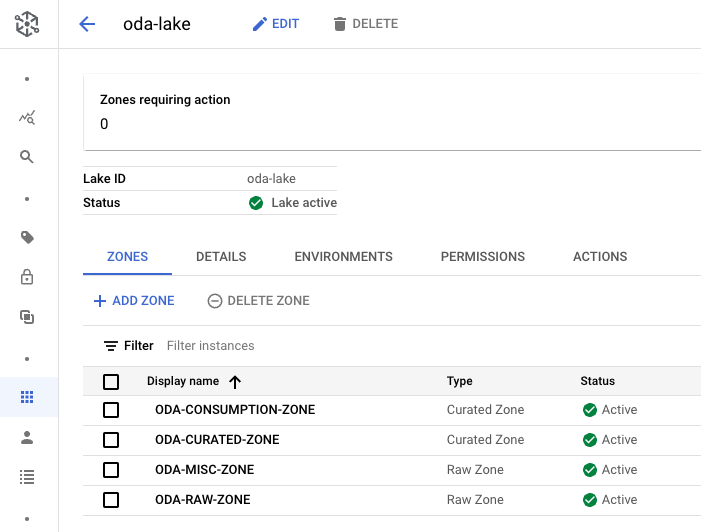 oda-lake EDIT DELETE
Zones requiring action
0
Lake ID oda-lake
Status Lake active
ZONES DETAILS ENVIRONMENTS PERMISSIONS ACTIONS
ADD ZONE DELETE ZONE
Filter Filter instances
Display name Type Status
ODA-CONSUMPTION-ZONE Curated Zone Active
ODA-CURATED-ZONE Curated Zone Active
ODA-MISC-ZONE Raw Zone Active
ODA-RAW-ZONE Raw Zone Active